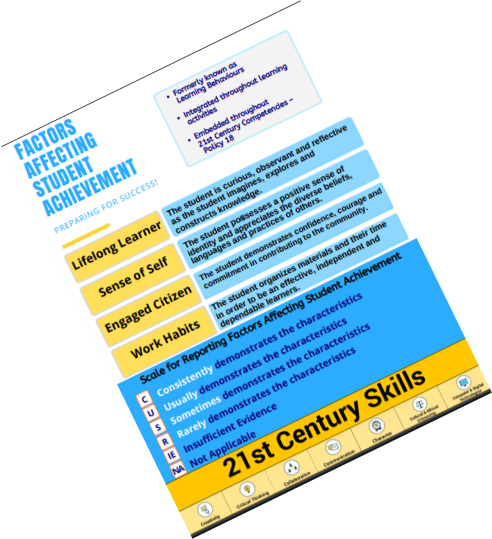 FACTORS
AFFECTING
STUDENT
ACHIEVEMENT
PREPARING FOR SUCCESS!
• Formerly known as
Learning Behaviours
• Integrated throughout learning
activities
• Embedded throughout
21st Century Competencies –
Policy 18
Lifelong Learner
The student is curious, observant and reflective
as the student imagines, explores and
constructs knowledge.
Sense of Self
The student possesses a positive sense of
identity and appreciates the diverse beliefs,
languages and practices of others.
Engaged Citizen
The student demonstrates confidence, courage and
commitment in contributing to the community.
Work Habits
The student organizes materials and their time
in order to be an effective, independent and
dependable learners.
Scale for Reporting Factors Affecting Student Achievement
C Consistently demonstrates the characteristics
U Usually demonstrates the characteristics
S Sometimes demonstrates the characteristics
R Rarely demonstrates the characteristics
IE Insufficient Evidence
NA Not Applicable
21st Century Skills
Creativity
Critical Thinking
Collaboration
Communication
Character
Cultural & Ethical
Computer & Digital